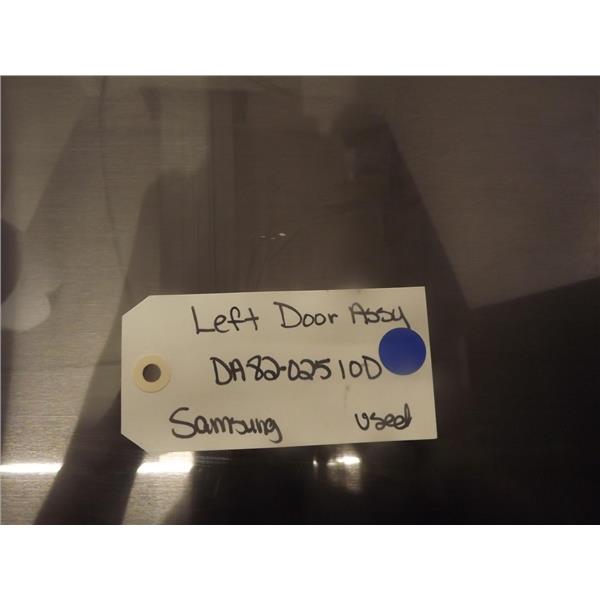 Left Door Assy
DA82-02510D
Samsung used